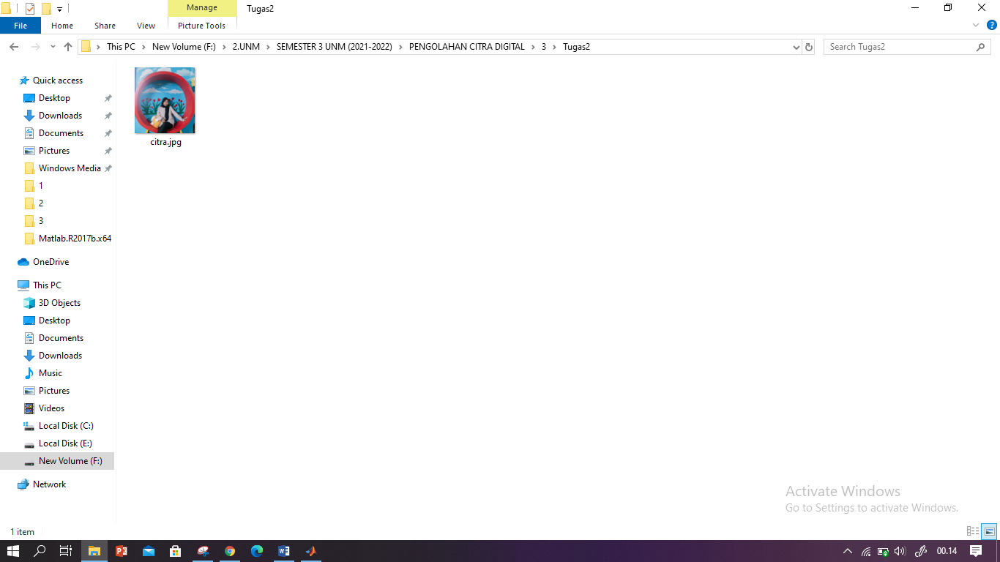 Manage
Tugas2
File
Home
Share
View
Picture Tools
This PC
New Volume (F:)
2.UNM
SEMESTER 3 UNM (2021-2022)
PENGOLAHAN CITRA DIGITAL
3
Tugas2
Search Tugas2
Quick access
Desktop
Downloads
Documents
Pictures
Windows Media
1
2
3
Matlab.R2017b.x64
OneDrive
This PC
3D Objects
Desktop
Documents
Downloads
Music
Pictures
Videos
Local Disk (C:)
Local Disk (E:)
New Volume (F:)
Network
citra.jpg
Activate Windows
Go to Settings to activate Windows.
1 item
00.14